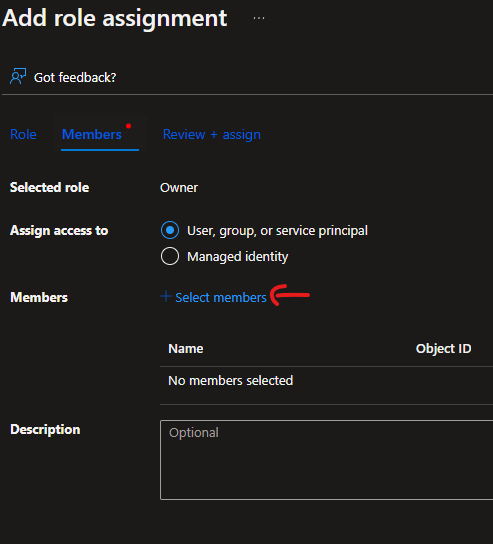 Add role assignment ...
Got feedback?
Role Members Review + assign
Selected role Owner
Assign access to User, group, or service principal
Managed identity
Members + Select members
Name Object ID
No members selected
Description Optional